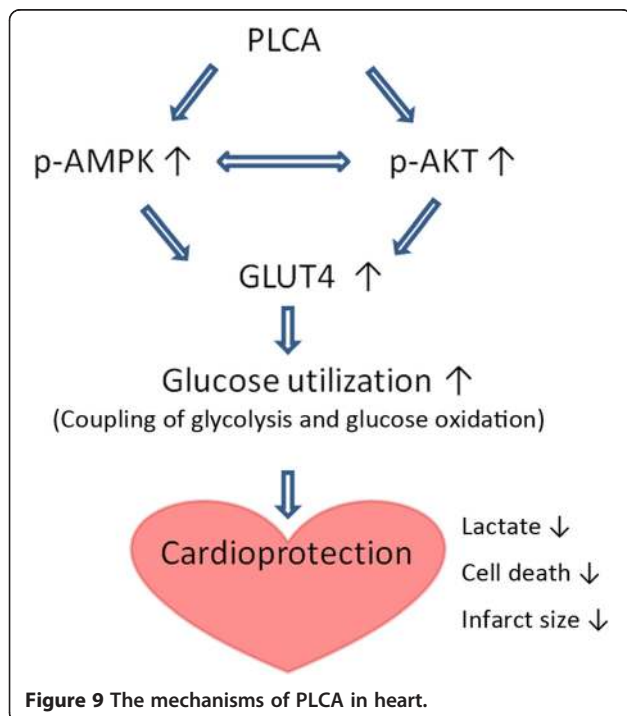 PLCA
p-AMPK ↑ p-AKT ↑
GLUT4 ↑
Glucose utilization ↑
(Coupling of glycolysis and glucose oxidation)
Cardioprotection
Lactate ↓
Cell death ↓
Infarct size ↓
Figure 9 The mechanisms of PLCA in heart.